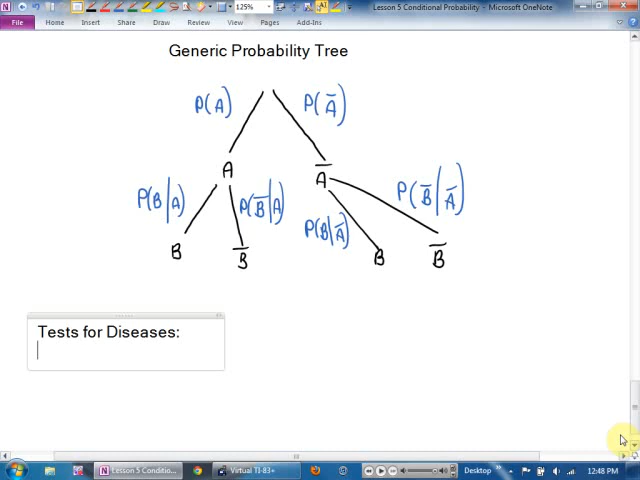 Lesson 5 Conditional Probability - Microsoft OneNote
125%
File Home Insert Share Draw Review View Add-Ins
Generic Probability Tree
P(A) P(A̅)
A A̅
P(B|A) P(B̅|A) P(B|A̅) P(B̅|A̅)
B B̅ B B̅
Tests for Diseases:
Lesson 5 Conditio... Virtual TI-83+ Desktop » 12:48 PM